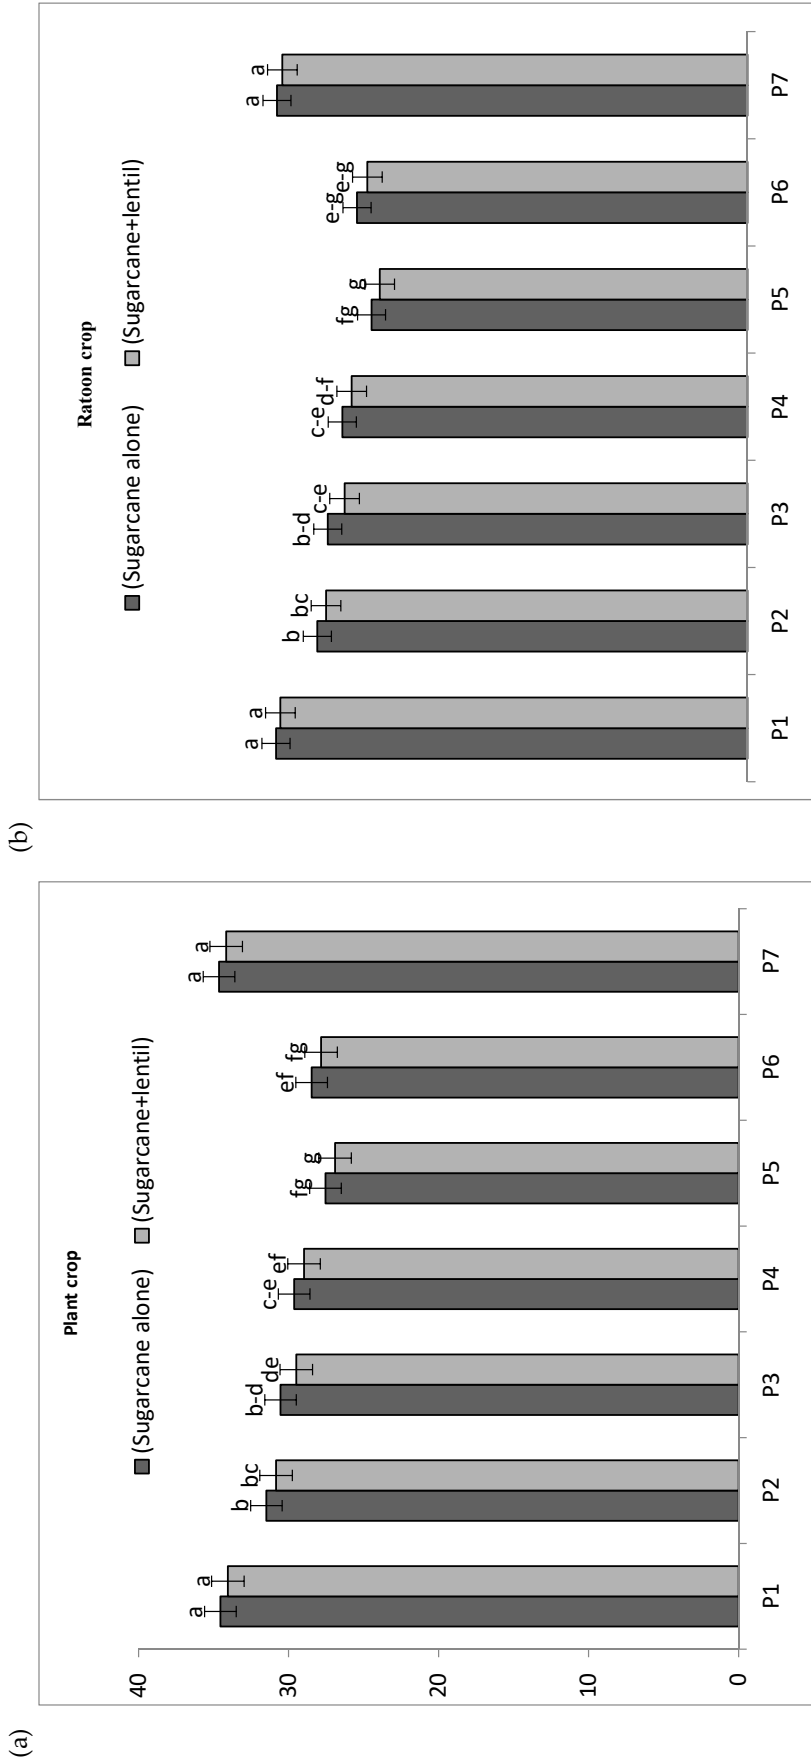 (a)
Plant crop
(Sugarcane alone) (Sugarcane+lentil)
40
30
20
10
0
a a b bc b-d de c-e ef fg g ef fg a a
P1 P2 P3 P4 P5 P6 P7
(b)
Ratoon crop
(Sugarcane alone) (Sugarcane+lentil)
a a b bc b-d c-e c-e d-f fg g e-g e-g a a
P1 P2 P3 P4 P5 P6 P7